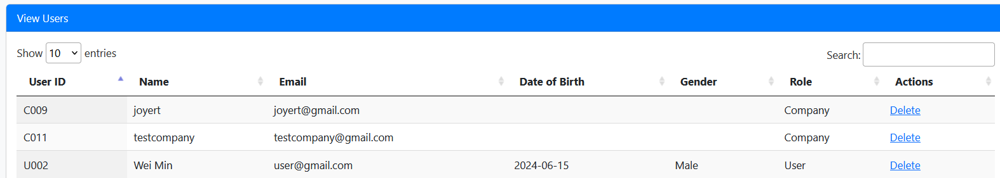 View Users
Show 10 entries
Search:
User ID Name Email Date of Birth Gender Role Actions
C009 joyert joyert@gmail.com Company Delete
C011 testcompany testcompany@gmail.com Company Delete
U002 Wei Min user@gmail.com 2024-06-15 Male User Delete